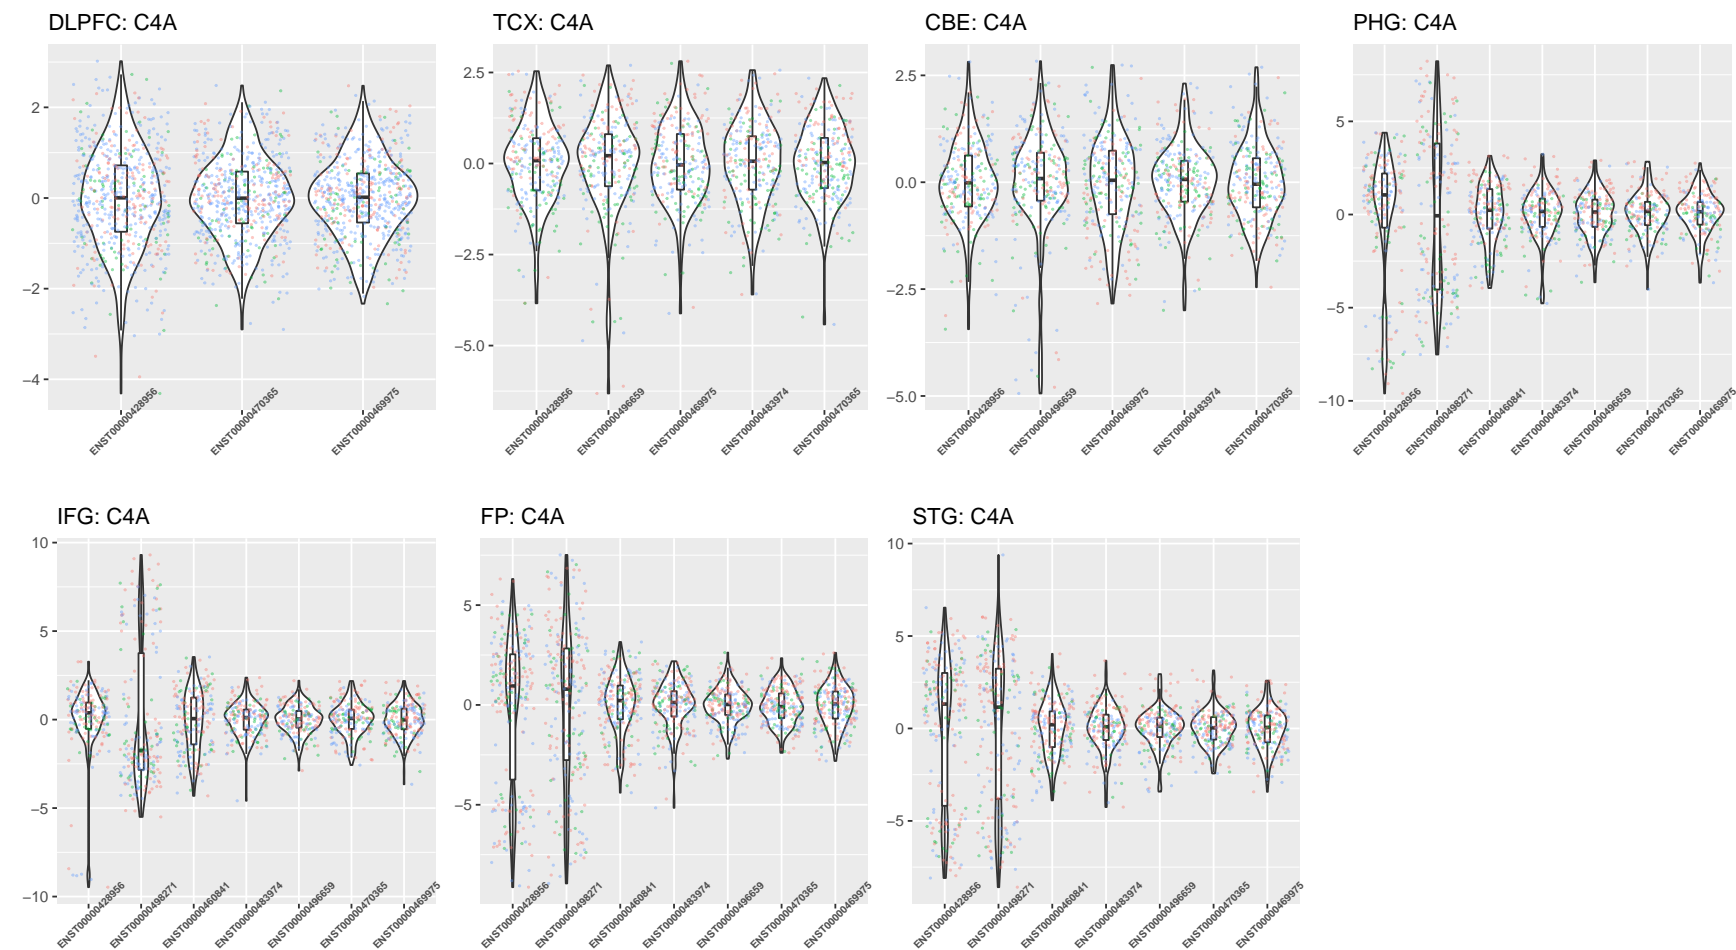 DLPFC: C4A
2
0
−2
−4
ENST00000428956
ENST00000470365
ENST00000469975
TCX: C4A
2.5
0.0
−2.5
−5.0
ENST00000428956
ENST00000496659
ENST00000469975
ENST00000483974
ENST00000470365
CBE: C4A
2.5
0.0
−2.5
−5.0
ENST00000428956
ENST00000496659
ENST00000469975
ENST00000483974
ENST00000470365
PHG: C4A
5
0
−5
−10
ENST00000428956
ENST00000498271
ENST00000460841
ENST00000483974
ENST00000496659
ENST00000470365
ENST00000469975
IFG: C4A
10
5
0
−5
−10
ENST00000428956
ENST00000498271
ENST00000460841
ENST00000483974
ENST00000496659
ENST00000470365
ENST00000469975
FP: C4A
5
0
−5
ENST00000428956
ENST00000498271
ENST00000460841
ENST00000483974
ENST00000496659
ENST00000470365
ENST00000469975
STG: C4A
10
5
0
−5
ENST00000428956
ENST00000498271
ENST00000460841
ENST00000483974
ENST00000496659
ENST00000470365
ENST00000469975